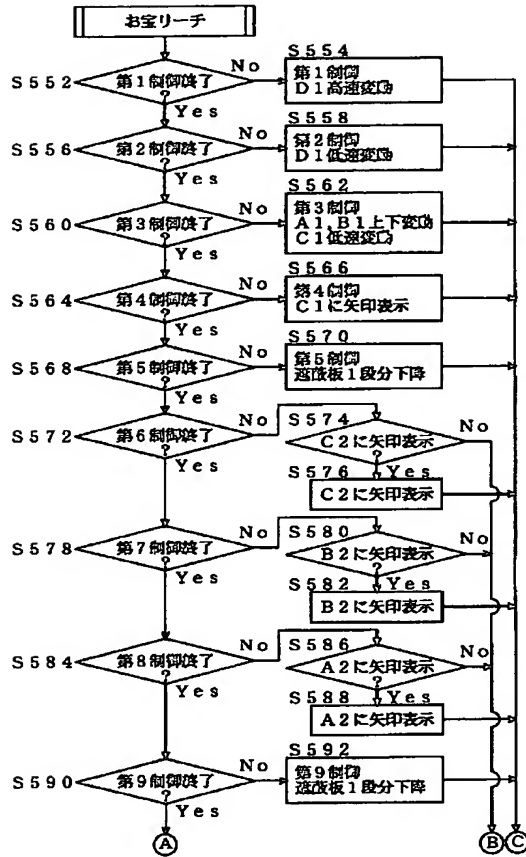 お宝リーチ
S552
第1制御終了
?
No
Yes
S554
第1制御
D1高速変動
S556
第2制御終了
?
No
Yes
S558
第2制御
D1低速変動
S560
第3制御終了
?
No
Yes
S562
第3制御
A1,B1上下変動
C1低速変動
S564
第4制御終了
?
No
Yes
S566
第4制御
C1に矢印表示
S568
第5制御終了
?
No
Yes
S570
第5制御
遮蔽板1段分下降
S572
第6制御終了
?
No
Yes
S574
C2に矢印表示
?
No
Yes
S576
C2に矢印表示
S578
第7制御終了
?
No
Yes
S580
B2に矢印表示
?
No
Yes
S582
B2に矢印表示
S584
第8制御終了
?
No
Yes
S586
A2に矢印表示
?
No
Yes
S588
A2に矢印表示
S590
第9制御終了
?
No
Yes
S592
第9制御
遮蔽板1段分下降
A
B
C